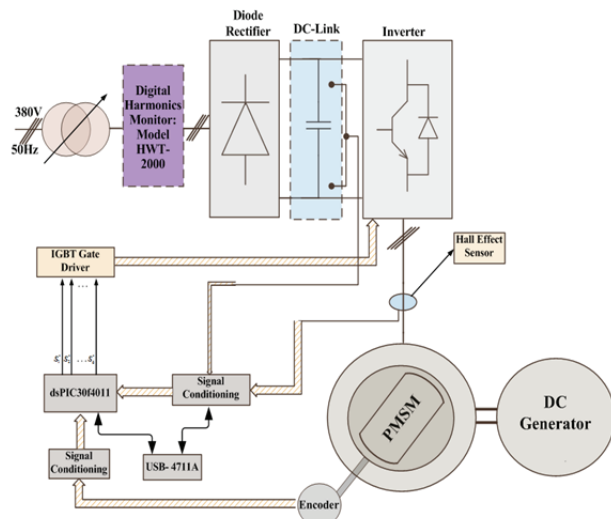 Diode
Rectifier
DC-Link
Inverter
Digital
Harmonics
Monitor:
Model
HWT-
2000
380V
50Hz
Hall Effect
Sensor
IGBT Gate
Driver
...
dsPIC30f4011
Signal
Conditioning
PMSM
DC
Generator
Signal
Conditioning
USB- 4711A
Encoder